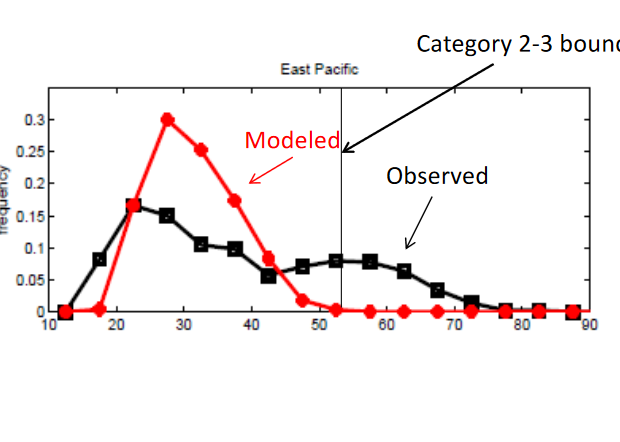 Category 2-3 bound
East Pacific
Modeled
Observed
frequency
0.3
0.25
0.2
0.15
0.1
0.05
0
10 20 30 40 50 60 70 80 90